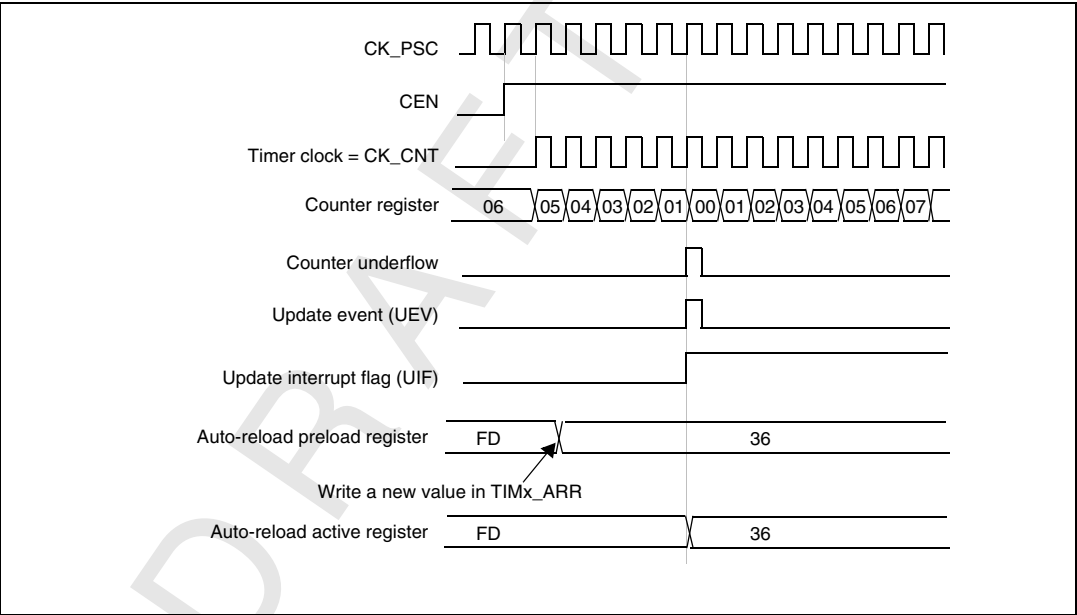 CK_PSC
CEN
Timer clock = CK_CNT
Counter register 06 05 04 03 02 01 00 01 02 03 04 05 06 07
Counter underflow
Update event (UEV)
Update interrupt flag (UIF)
Auto-reload preload register FD 36
Write a new value in TIMx_ARR
Auto-reload active register FD 36
DRAFT